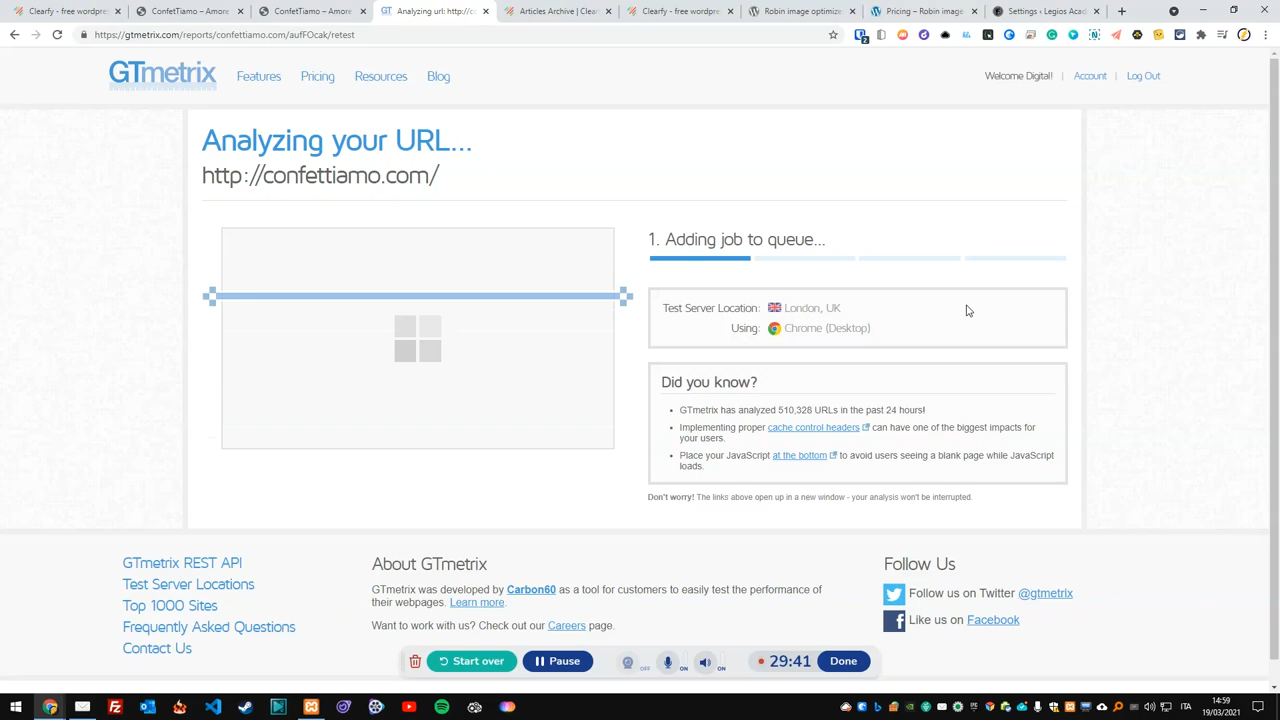 Clearfy - free wordpre
ConfetTiamo - Amore
ConfetTiamo - Amore
Analyzing your URL: http://co
Articles Archive | Clear
Clearfy - free wordpre
Robin image optimize
Pricing - Robin image
Settings ‹ Legios Acad
https://gtmetrix.com/reports/confettiamo.com/aufFOcak/retest
GTmetrix
Features
Pricing
Resources
Blog
Welcome Digital!
Account
Log Out
Analyzing your URL...
http://confettiamo.com/
1. Adding job to queue...
Test Server Location: London, UK
Using: Chrome (Desktop)
Did you know?
• GTmetrix has analyzed 510,328 URLs in the past 24 hours!
• Implementing proper cache control headers can have one of the biggest impacts for
your users.
• Place your JavaScript at the bottom to avoid users seeing a blank page while JavaScript
loads.
Don't worry! The links above open up in a new window - your analysis won't be interrupted.
GTmetrix REST API
Test Server Locations
Top 1000 Sites
Frequently Asked Questions
Contact Us
About GTmetrix
GTmetrix was developed by Carbon60 as a tool for customers to easily test the performance of
their webpages. Learn more.
Want to work with us? Check out our Careers page.
Follow Us
Follow us on Twitter @gtmetrix
Like us on Facebook
Start over
Pause
OFF
ON
ON
29:41
Done
ITA
14:59
19/03/2021